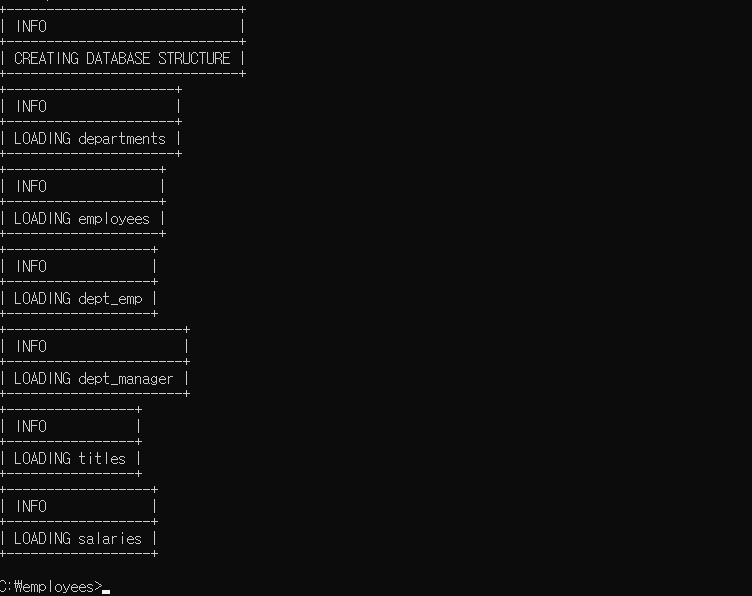 +-----------------------------+
| INFO                        |
+-----------------------------+
| CREATING DATABASE STRUCTURE |
+-----------------------------+
+---------------------+
| INFO                |
+---------------------+
| LOADING departments |
+---------------------+
+-------------------+
| INFO              |
+-------------------+
| LOADING employees |
+-------------------+
+------------------+
| INFO             |
+------------------+
| LOADING dept_emp |
+------------------+
+----------------------+
| INFO                 |
+----------------------+
| LOADING dept_manager |
+----------------------+
+----------------+
| INFO           |
+----------------+
| LOADING titles |
+----------------+
+------------------+
| INFO             |
+------------------+
| LOADING salaries |
+------------------+
C:₩employees>